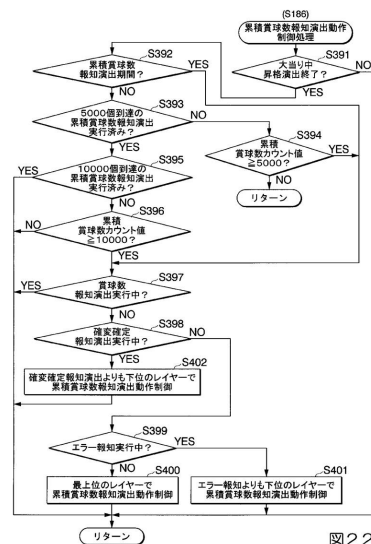 (S186)
累積賞球数報知演出動作
制御処理
S391
大当り中
昇格演出終了？
NO
YES
S392
累積賞球数
報知演出期間？
YES
NO
S393
5000個到達の
累積賞球数報知演出
実行済み？
NO
YES
S394
累積
賞球数カウント値
≧5000？
YES
NO
リターン
S395
YES
10000個到達の
累積賞球数報知演出
実行済み？
NO
S396
NO
累積
賞球数カウント値
≧10000？
YES
S397
YES
賞球数
報知演出実行中？
NO
S398
確変確定
報知演出実行中？
NO
YES
S402
確変確定報知演出よりも下位のレイヤーで
累積賞球数報知演出動作制御
S399
エラー報知実行中？
YES
NO
S400
最上位のレイヤーで
累積賞球数報知演出動作制御
S401
エラー報知よりも下位のレイヤーで
累積賞球数報知演出動作制御
リターン
図22